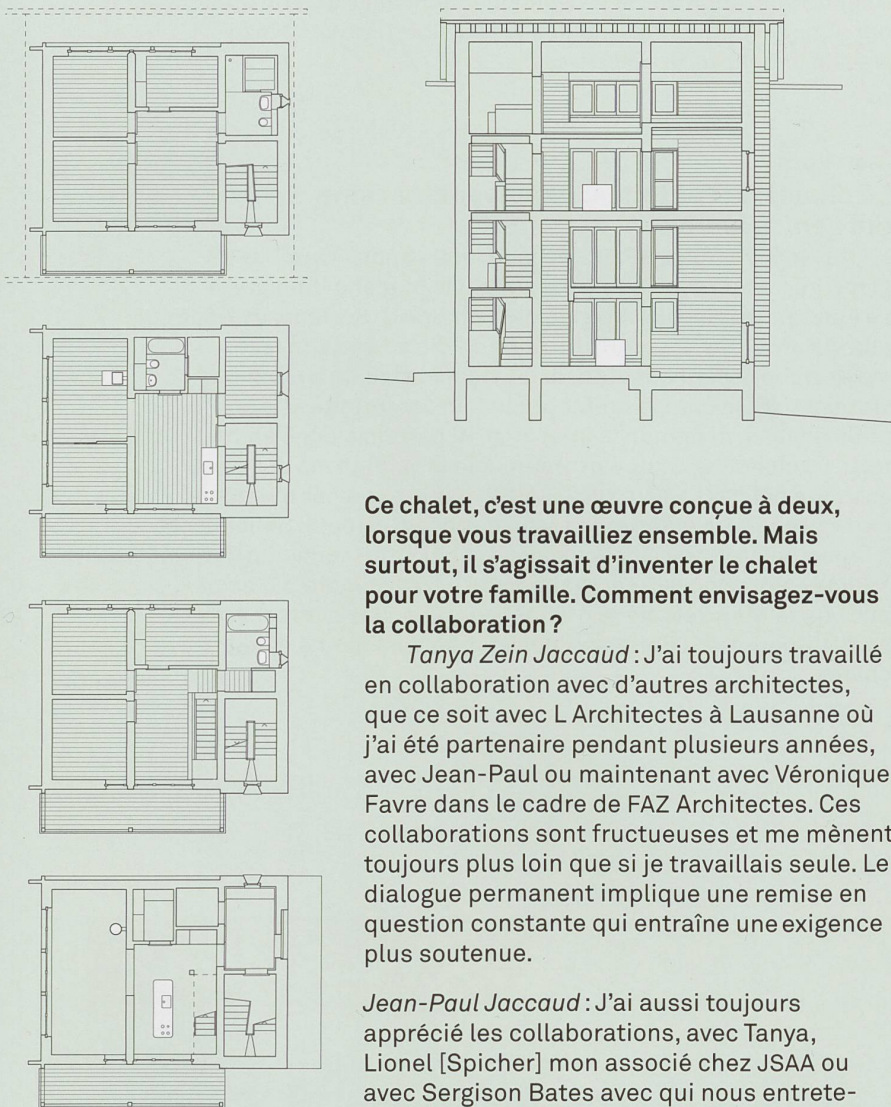 Ce chalet, c’est une œuvre conçue à deux,
lorsque vous travailliez ensemble. Mais
surtout, il s’agissait d’inventer le chalet
pour votre famille. Comment envisagez-vous
la collaboration ?
Tanya Zein Jaccaud : J’ai toujours travaillé
en collaboration avec d’autres architectes,
que ce soit avec L Architectes à Lausanne où
j’ai été partenaire pendant plusieurs années,
avec Jean-Paul ou maintenant avec Véronique
Favre dans le cadre de FAZ Architectes. Ces
collaborations sont fructueuses et me mènent
toujours plus loin que si je travaillais seule. Le
dialogue permanent implique une remise en
question constante qui entraîne une exigence
plus soutenue.
Jean-Paul Jaccaud : J’ai aussi toujours
apprécié les collaborations, avec Tanya,
Lionel [Spicher] mon associé chez JSAA ou
avec Sergison Bates avec qui nous entrete-